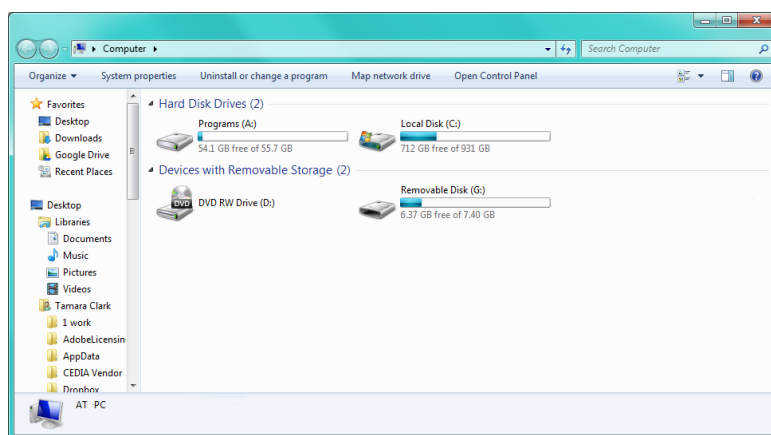 Computer
Search Computer
Organize
System properties
Uninstall or change a program
Map network drive
Open Control Panel
Favorites
Desktop
Downloads
Google Drive
Recent Places
Desktop
Libraries
Documents
Music
Pictures
Videos
Tamara Clark
1 work
AdobeLicensin
AppData
CEDIA Vendor
Dropbox
Hard Disk Drives (2)
Programs (A:)
54.1 GB free of 55.7 GB
Local Disk (C:)
712 GB free of 931 GB
Devices with Removable Storage (2)
DVD
DVD RW Drive (D:)
Removable Disk (G:)
6.37 GB free of 7.40 GB
AT -PC